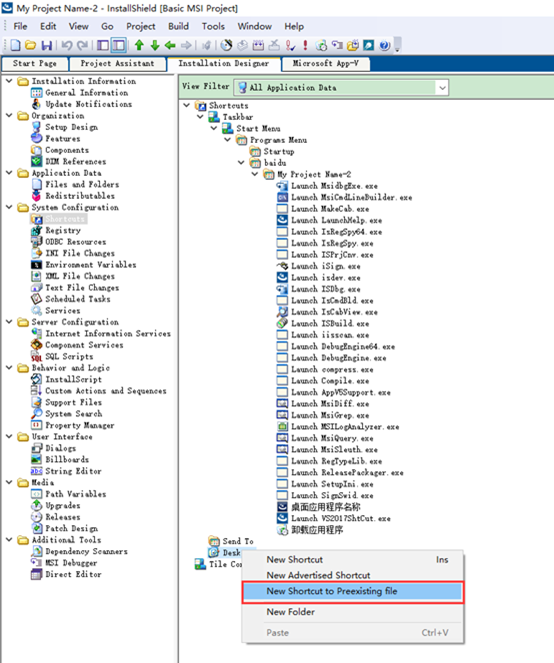 My Project Name-2 - InstallShield [Basic MSI Project]
File Edit View Go Project Build Tools Window Help
Start Page Project Assistant Installation Designer Microsoft App-V
Installation Information
General Information
Update Notifications
Organization
Setup Design
Features
Components
DIM References
Application Data
Files and Folders
Redistributables
System Configuration
Shortcuts
Registry
ODBC Resources
INI File Changes
Environment Variables
XML File Changes
Text File Changes
Scheduled Tasks
Services
Server Configuration
Internet Information Services
Component Services
SQL Scripts
Behavior and Logic
InstallScript
Custom Actions and Sequences
Support Files
System Search
Property Manager
User Interface
Dialogs
Billboards
String Editor
Media
Path Variables
Upgrades
Releases
Patch Design
Additional Tools
Dependency Scanners
MSI Debugger
Direct Editor
View Filter All Application Data
Shortcuts
Taskbar
Start Menu
Programs Menu
Startup
baidu
My Project Name-2
Launch MsidbgExe.exe
Launch MsiCmdLineBuilder.exe
Launch MakeCab.exe
Launch LaunchHelp.exe
Launch IsRegSpy64.exe
Launch IsRegSpy.exe
Launch ISPrjCnv.exe
Launch iSign.exe
Launch isdev.exe
Launch ISDbg.exe
Launch IsCmdBld.exe
Launch IsCabView.exe
Launch ISBuild.exe
Launch iisscan.exe
Launch DebugEngine64.exe
Launch DebugEngine.exe
Launch compress.exe
Launch Compile.exe
Launch AppV5Support.exe
Launch MsiDiff.exe
Launch MsiGrep.exe
Launch MSILogAnalyzer.exe
Launch MsiQuery.exe
Launch MsiSleuth.exe
Launch RegTypeLib.exe
Launch ReleasePackager.exe
Launch SetupIni.exe
Launch SignSwid.exe
桌面应用程序名称
Launch VS2017ShtCut.exe
卸载应用程序
Send To
Desk
Tile Co
New Shortcut Ins
New Advertised Shortcut
New Shortcut to Preexisting file
New Folder
Paste Ctrl+V